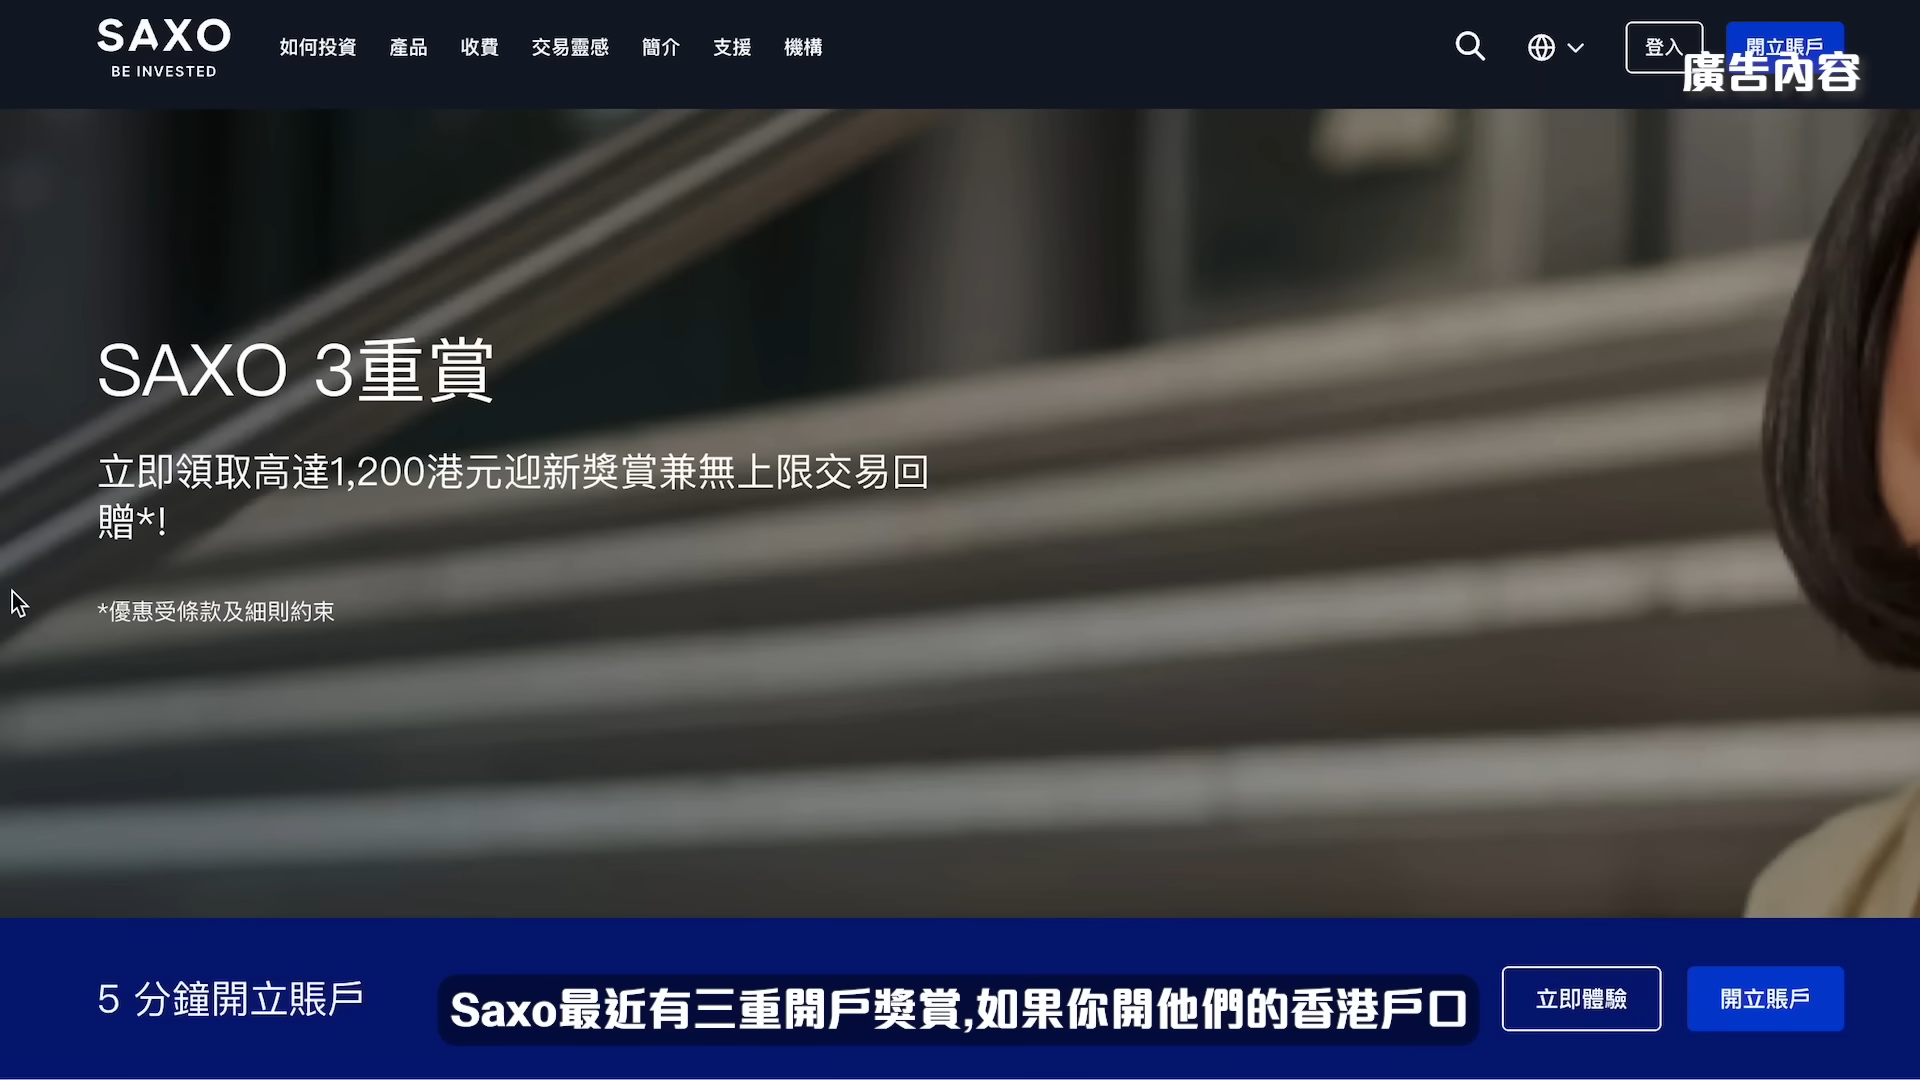 SAXO
BE INVESTED
如何投資 產品 收費 交易靈感 簡介 支援 機構
登入 開立賬戶
廣告內容
SAXO 3重賞
立即領取高達1,200港元迎新獎賞兼無上限交易回
贈*!
*優惠受條款及細則約束
5 分鐘開立賬戶
Saxo最近有三重開戶獎賞,如果你開他們的香港戶口
立即體驗
開立賬戶